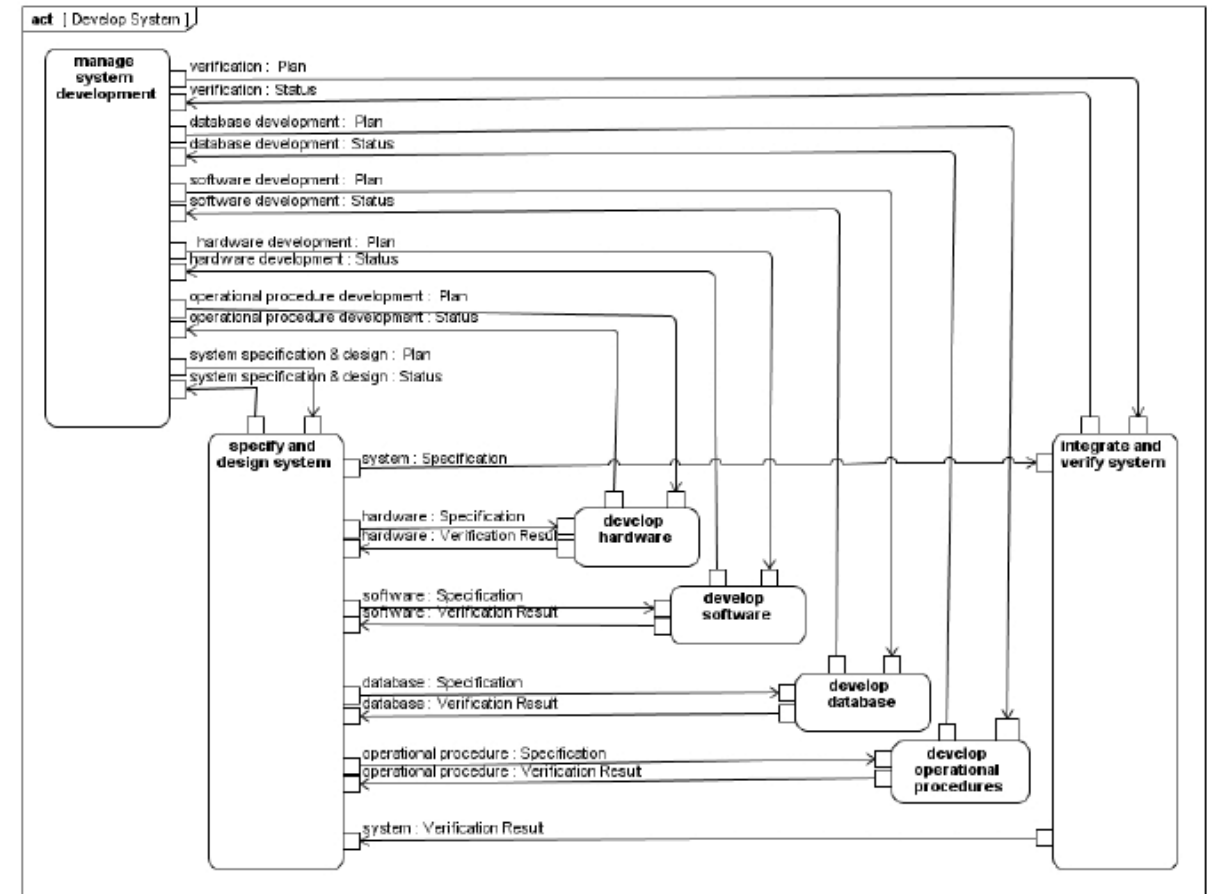 act [ Develop System ]
manage
system
development
verification : Plan
verification : Status
database development : Plan
database development : Status
software development : Plan
software development : Status
hardware development : Plan
hardware development : Status
operational procedure development : Plan
operational procedure development : Status
system specification & design : Plan
system specification & design : Status
specify and
design system
integrate and
verify system
system : Specification
hardware : Specification
hardware : Verification Result
develop
hardware
software : Specification
software : Verification Result
develop
software
database : Specification
database : Verification Result
develop
database
operational procedure : Specification
operational procedure : Verification Result
develop
operational
procedures
system : Verification Result